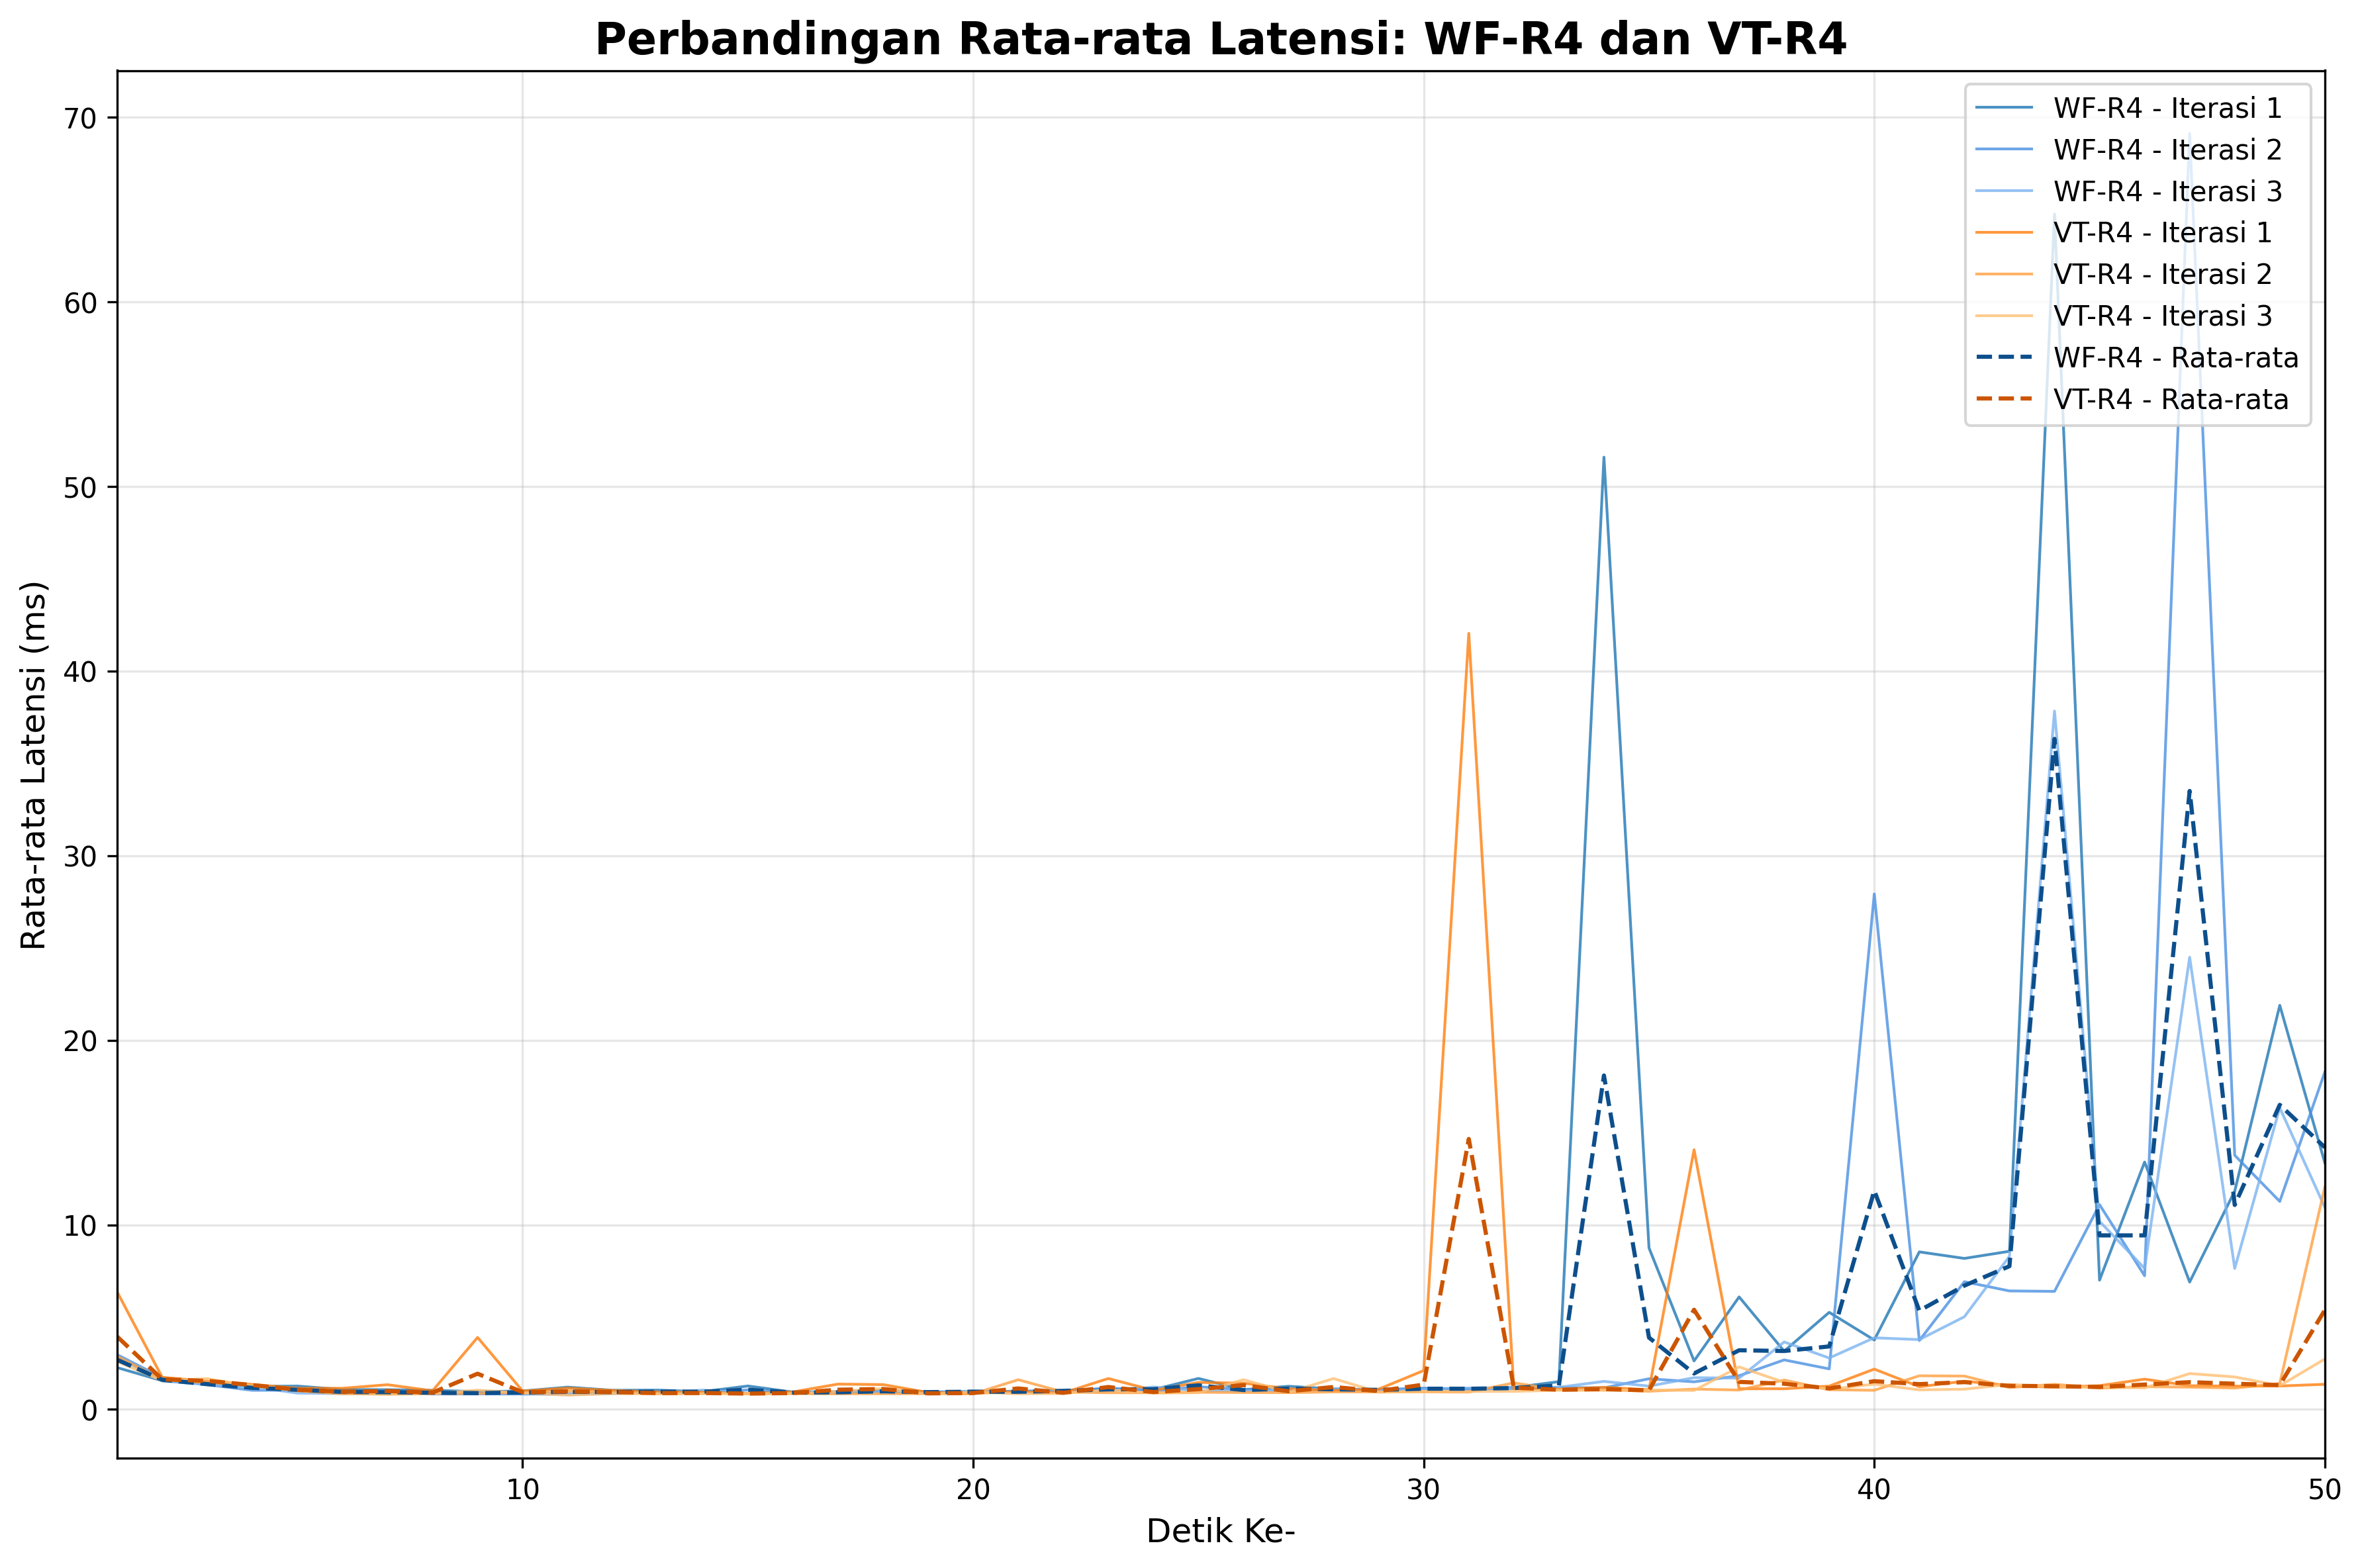 Perbandingan Rata-rata Latensi: WF-R4 dan VT-R4
70
60
50
40
30
20
10
0
Rata-rata Latensi (ms)
WF-R4 - Iterasi 1
WF-R4 - Iterasi 2
WF-R4 - Iterasi 3
VT-R4 - Iterasi 1
VT-R4 - Iterasi 2
VT-R4 - Iterasi 3
WF-R4 - Rata-rata
VT-R4 - Rata-rata
10
20
30
40
50
Detik Ke-